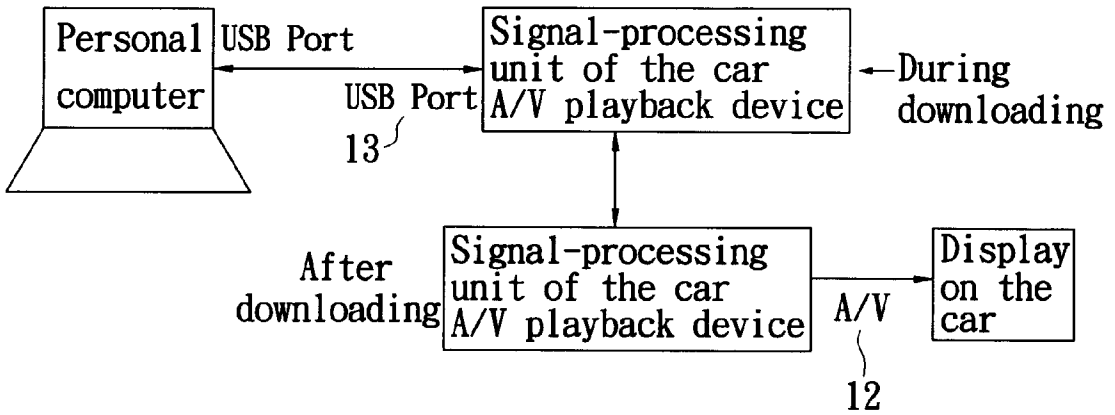 Personal
computer
USB Port
USB Port
13
Signal-processing
unit of the car
A/V playback device
During
downloading
After
downloading
Signal-processing
unit of the car
A/V playback device
A/V
12
Display
on the
car